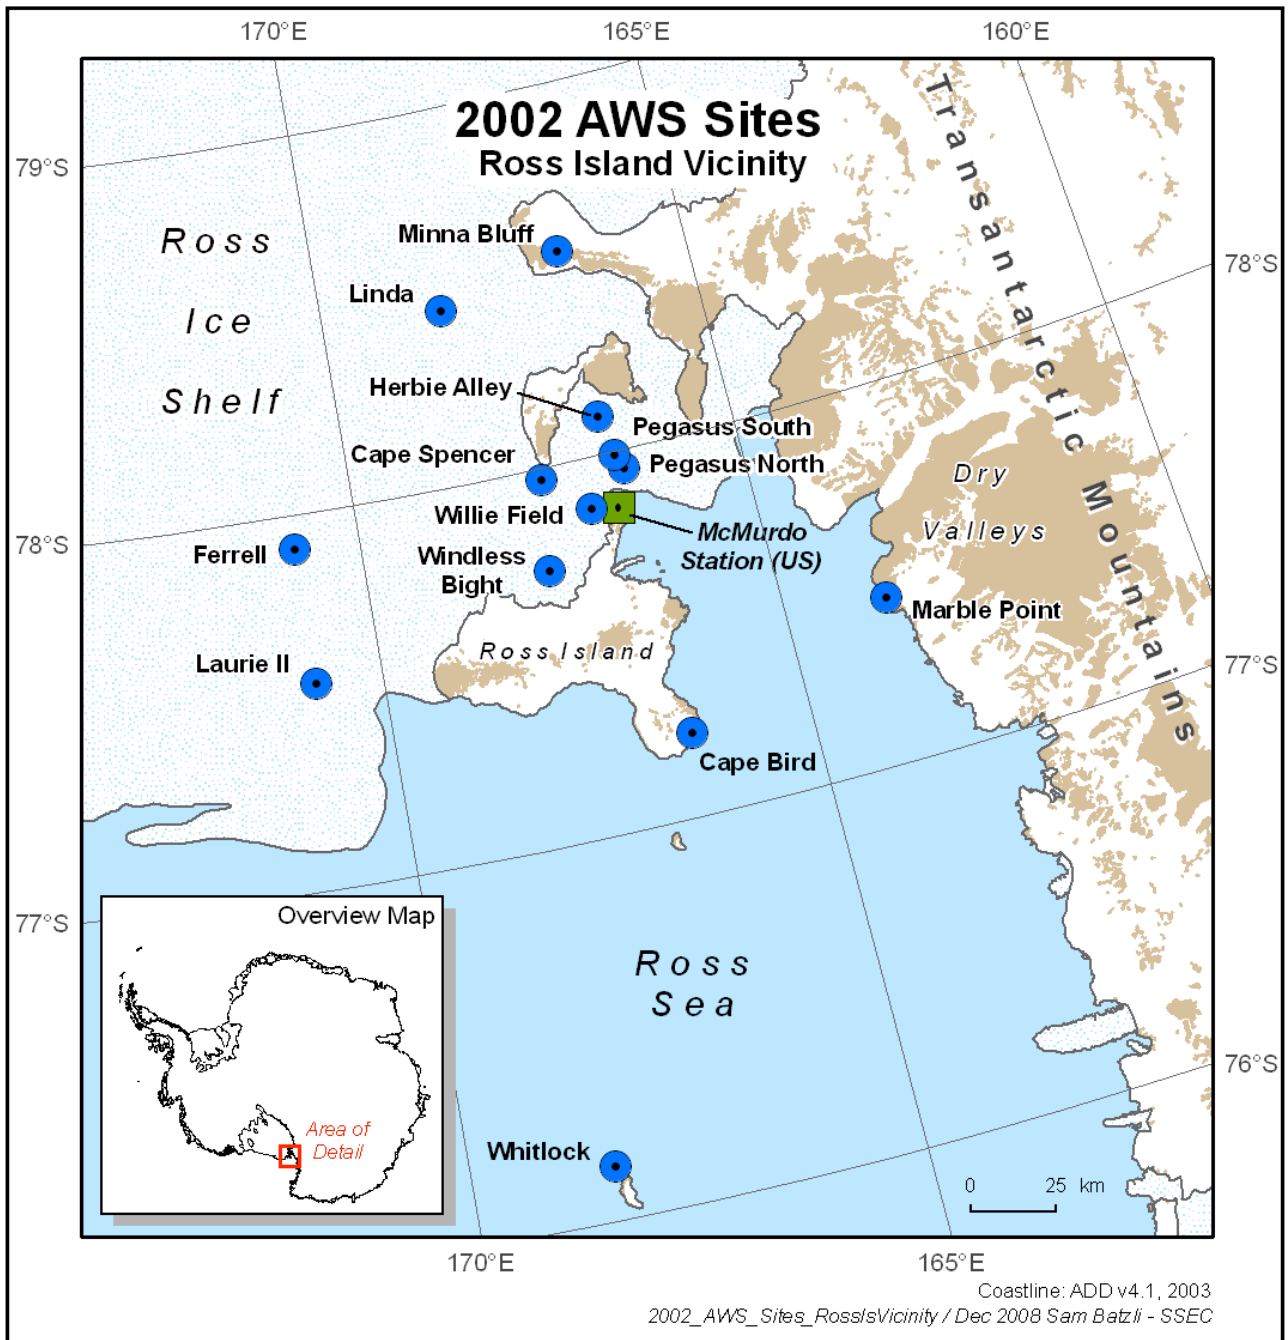 170°E 165°E 160°E
2002 AWS Sites
Ross Island Vicinity
79°S
78°S
77°S
78°S
77°S
76°S
Ross
Ice
Shelf
Transantarctic Mountains
Minna Bluff
Linda
Herbie Alley
Pegasus South
Cape Spencer
Pegasus North
Willie Field
McMurdo
Station (US)
Dry
Valleys
Ferrell
Windless
Bight
Marble Point
Ross Island
Laurie II
Cape Bird
Overview Map
Area of
Detail
Ross
Sea
Whitlock
0 25 km
170°E 165°E
Coastline: ADD v4.1, 2003
2002_AWS_Sites_RossIsVicinity / Dec 2008 Sam Batzli - SSEC